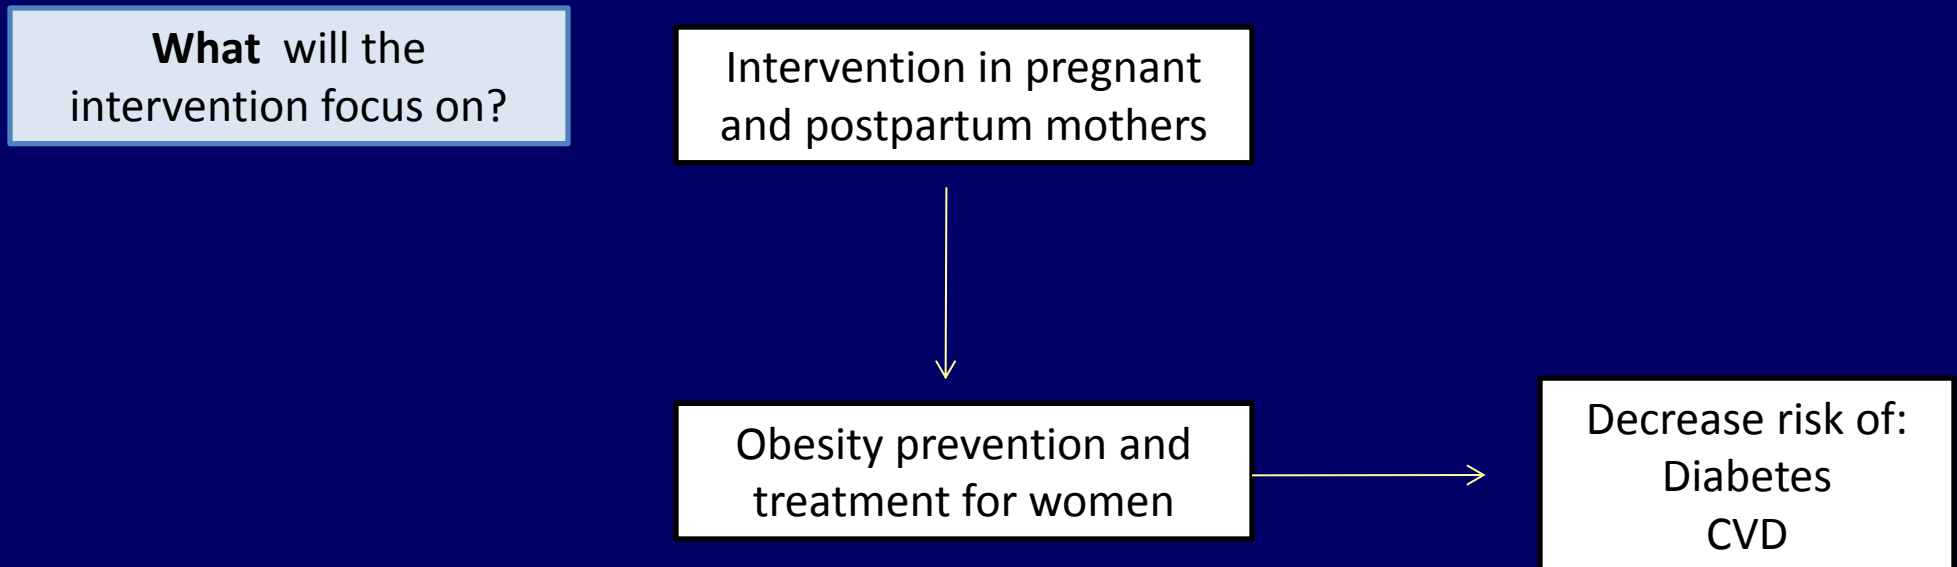 What will the
intervention focus on?
Intervention in pregnant
and postpartum mothers
Obesity prevention and
treatment for women
Decrease risk of:
Diabetes
CVD